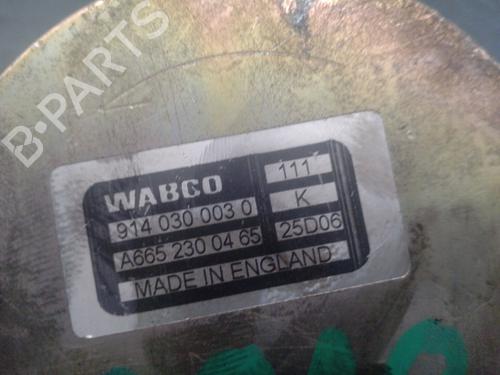 B-PARTS
WABCO 111
914 030 003 0 K
A665 230 04 65 25D06
MADE IN ENGLAND